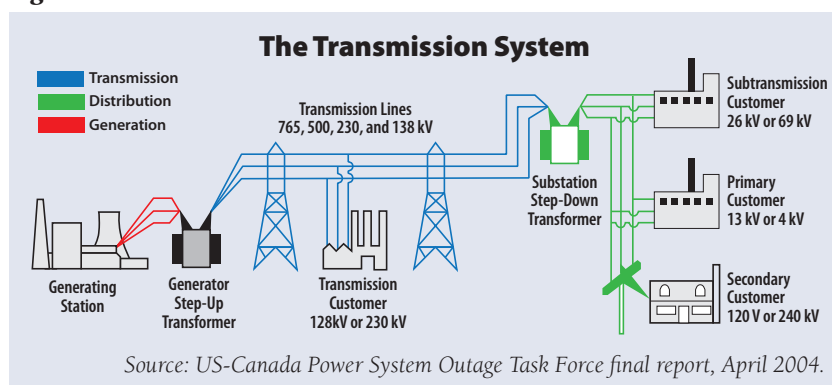 The Transmission System
Transmission
Distribution
Generation
Transmission Lines
765, 500, 230, and 138 kV
Subtransmission
Customer
26 kV or 69 kV
Substation
Step-Down
Transformer
Primary
Customer
13 kV or 4 kV
Generating
Station
Generator
Step-Up
Transformer
Transmission
Customer
128kV or 230 kV
Secondary
Customer
120 V or 240 kV
Source: US-Canada Power System Outage Task Force final report, April 2004.